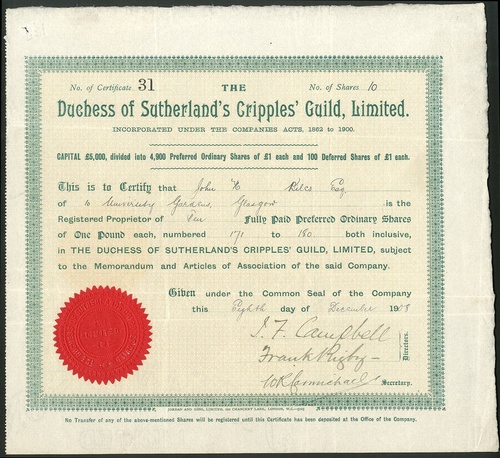 No. of Certificate 31 THE No. of Shares 10
Duchess of Sutherland's Cripples' Guild, Limited.
INCORPORATED UNDER THE COMPANIES ACTS, 1862 TO 1900.
CAPITAL £5,000, divided into 4,900 Preferred Ordinary Shares of £1 each and 100 Deferred Shares of £1 each.
This is to Certify that John H Esq.
of 10 University Gardens, Glasgow is the
Registered Proprietor of Ten Fully Paid Preferred Ordinary Shares
of One Pound each, numbered 171 to 180 both inclusive,
in THE DUCHESS OF SUTHERLAND'S CRIPPLES' GUILD, LIMITED, subject
to the Memorandum and Articles of Association of the said Company.
Given under the Common Seal of the Company
this Eighth day of December 1903
J. F. Campbell
Frank Rigby
Directors.
W R Carmichael Secretary.
No Transfer of any of the above-mentioned Shares will be registered until this Certificate has been deposited at the Office of the Company.